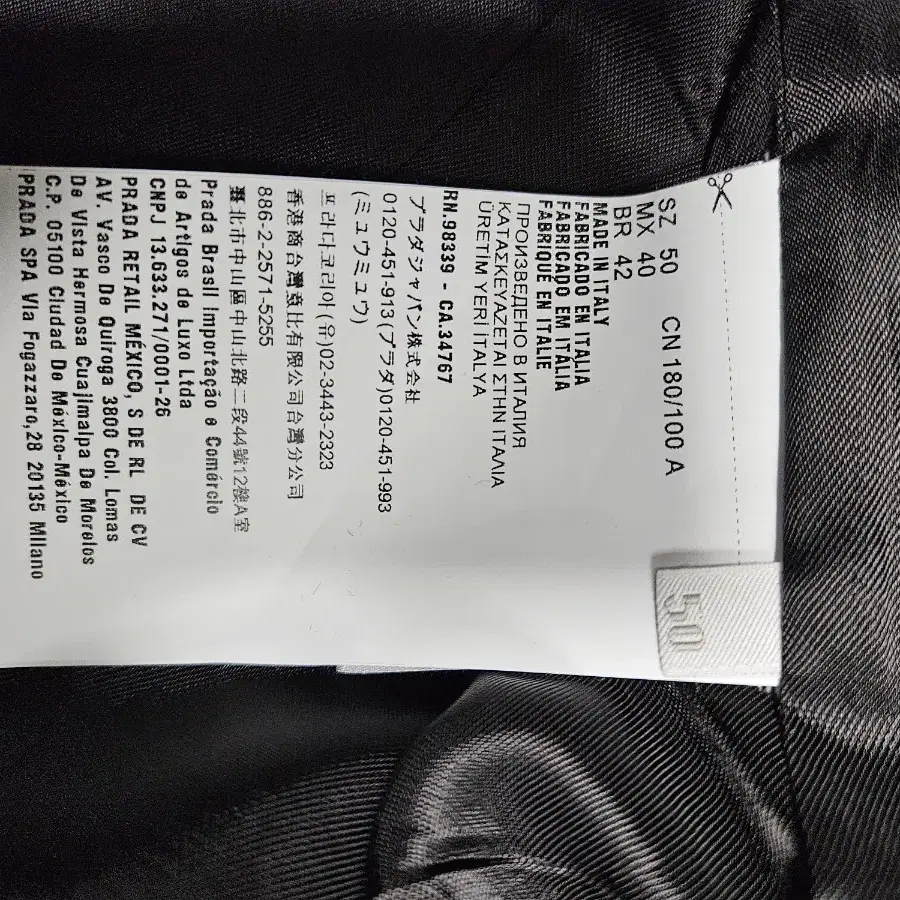 SZ 50 CN 180/100 A
MX 40
BR 42
MADE IN ITALY
FABRICADO EN ITALIA
FABRICADO EM ITÁLIA
FABRIQUE EN ITALIE
ПРОИЗВЕДЕНО В ИТАЛИЯ
ΚΑΤΑΣΚΕΥΑΖΕΤΑΙ ΣΤΗΝ ΙΤΑΛΙΑ
ÜRETİM YERİ İTALYA
RN.98339 - CA.34767
プラダジャパン株式会社
0120-451-913(プラダ)0120-451-993
(ミュウミュウ)
프라다코리아(유)02-3443-2323
香港商台灣竟比有限公司台灣分公司
臺北市中山區中山北路二段44號12樓A室
886-2-2571-5255
Prada Brasil Importação e Comércio
de Artigos de Luxo Ltda
CNPJ 13.633.271/0001-26
PRADA RETAIL MÉXICO, S DE RL DE CV
AV. Vasco De Quiroga 3800 Col. Lomas
De Vista Hermosa Cuajimalpa De Morelos
C.P. 05100 Ciudad De México-México
PRADA SPA Via Fogazzaro,28 20135 Milano
50